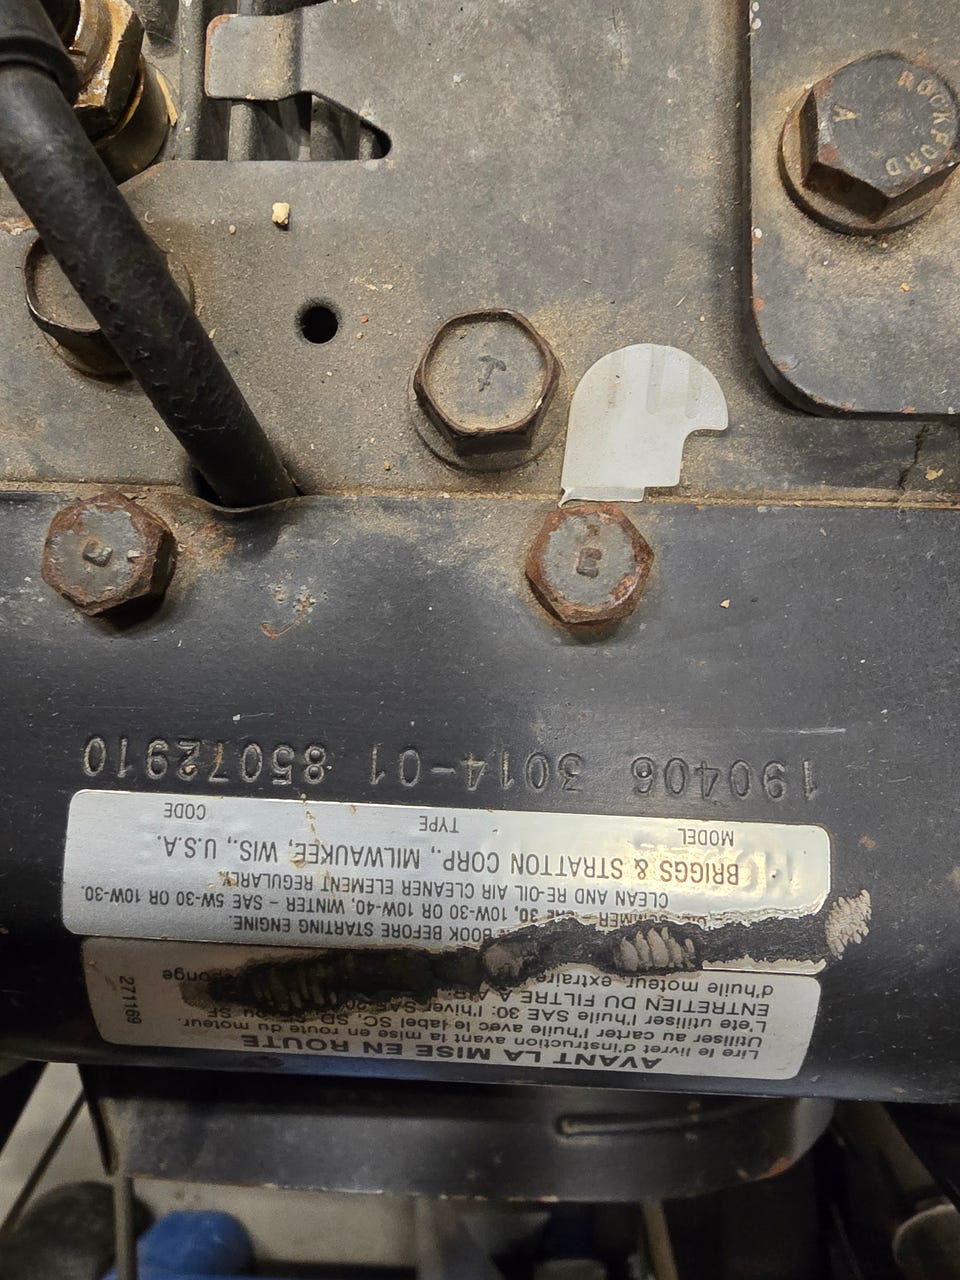 AVANT LA MISE EN ROUTE
Lire le livret d'instruction avant la mise en route du moteur.
Utiliser au carter l'huile avec le label SC, SD,
L'ete utiliser l'huile SAE 30: l'hiver SAE
ENTRETIEN DU FILTRE A
d'huile moteur, extraire
271169
BOOK BEFORE STARTING ENGINE.
SUMMER – SAE 30, 10W-30 OR 10W-40, WINTER – SAE 5W-30 OR 10W-30.
CLEAN AND RE-OIL AIR CLEANER ELEMENT REGULARLY.
BRIGGS & STRATTON CORP., MILWAUKEE, WIS., U.S.A.
MODEL TYPE CODE
190406 3014-01 85072910
E
ROCKFORD
A